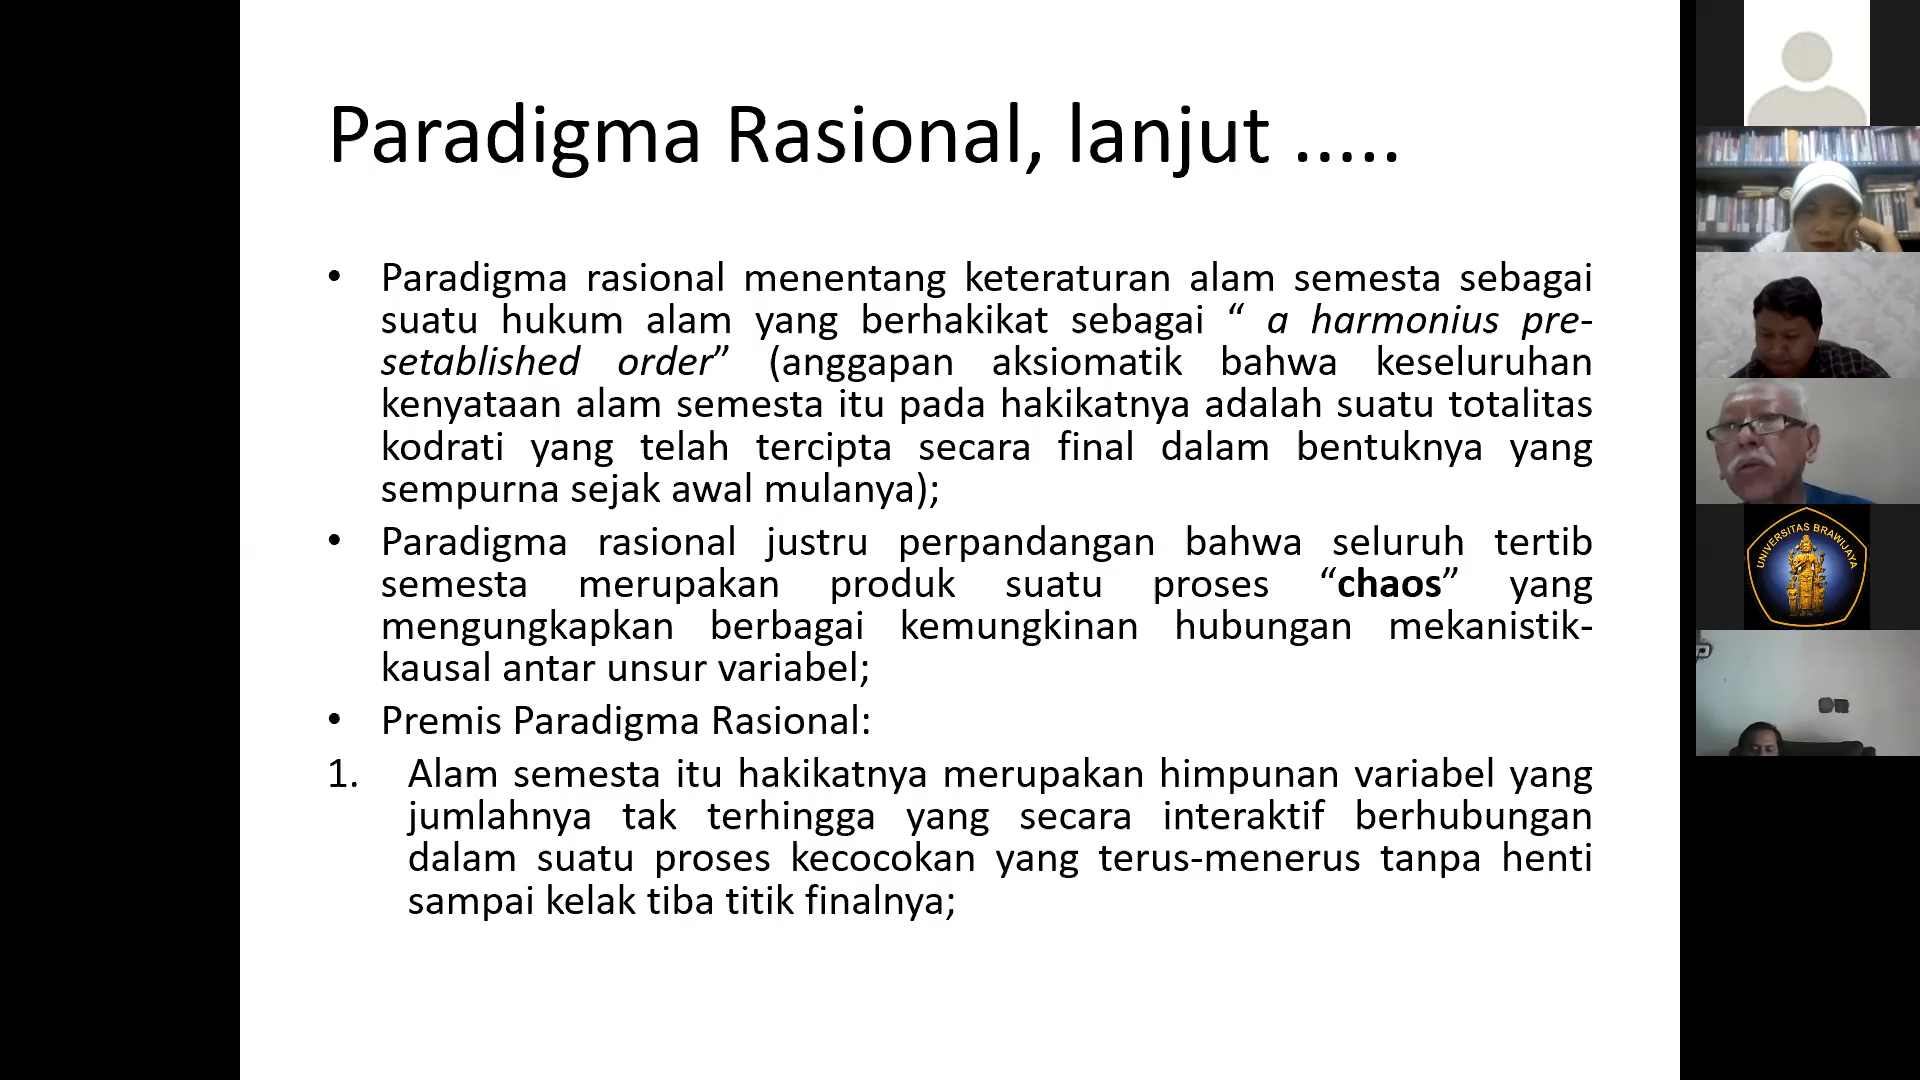 Paradigma Rasional, lanjut .....
• Paradigma rasional menentang keteraturan alam semesta sebagai
suatu hukum alam yang berhakikat sebagai “ a harmonius pre-
setablished order” (anggapan aksiomatik bahwa keseluruhan
kenyataan alam semesta itu pada hakikatnya adalah suatu totalitas
kodrati yang telah tercipta secara final dalam bentuknya yang
sempurna sejak awal mulanya);
• Paradigma rasional justru perpandangan bahwa seluruh tertib
semesta merupakan produk suatu proses “chaos” yang
mengungkapkan berbagai kemungkinan hubungan mekanistik-
kausal antar unsur variabel;
• Premis Paradigma Rasional:
1. Alam semesta itu hakikatnya merupakan himpunan variabel yang
jumlahnya tak terhingga yang secara interaktif berhubungan
dalam suatu proses kecocokan yang terus-menerus tanpa henti
sampai kelak tiba titik finalnya;
UNIVERSITAS BRAWIJAYA